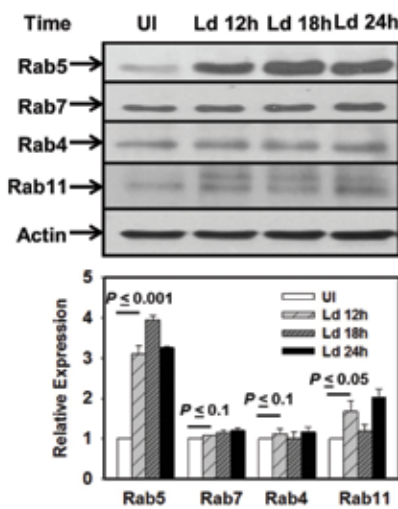 Time UI Ld 12h Ld 18h Ld 24h
Rab5
Rab7
Rab4
Rab11
Actin
Relative Expression
5
4
3
2
1
0
P ≤ 0.001
P ≤ 0.1
P ≤ 0.1
P ≤ 0.05
UI
Ld 12h
Ld 18h
Ld 24h
Rab5 Rab7 Rab4 Rab11